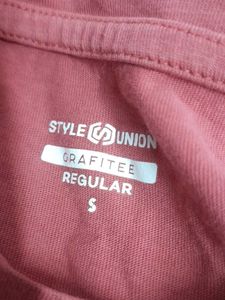 STYLE UNION
GRAFITEE
REGULAR
S